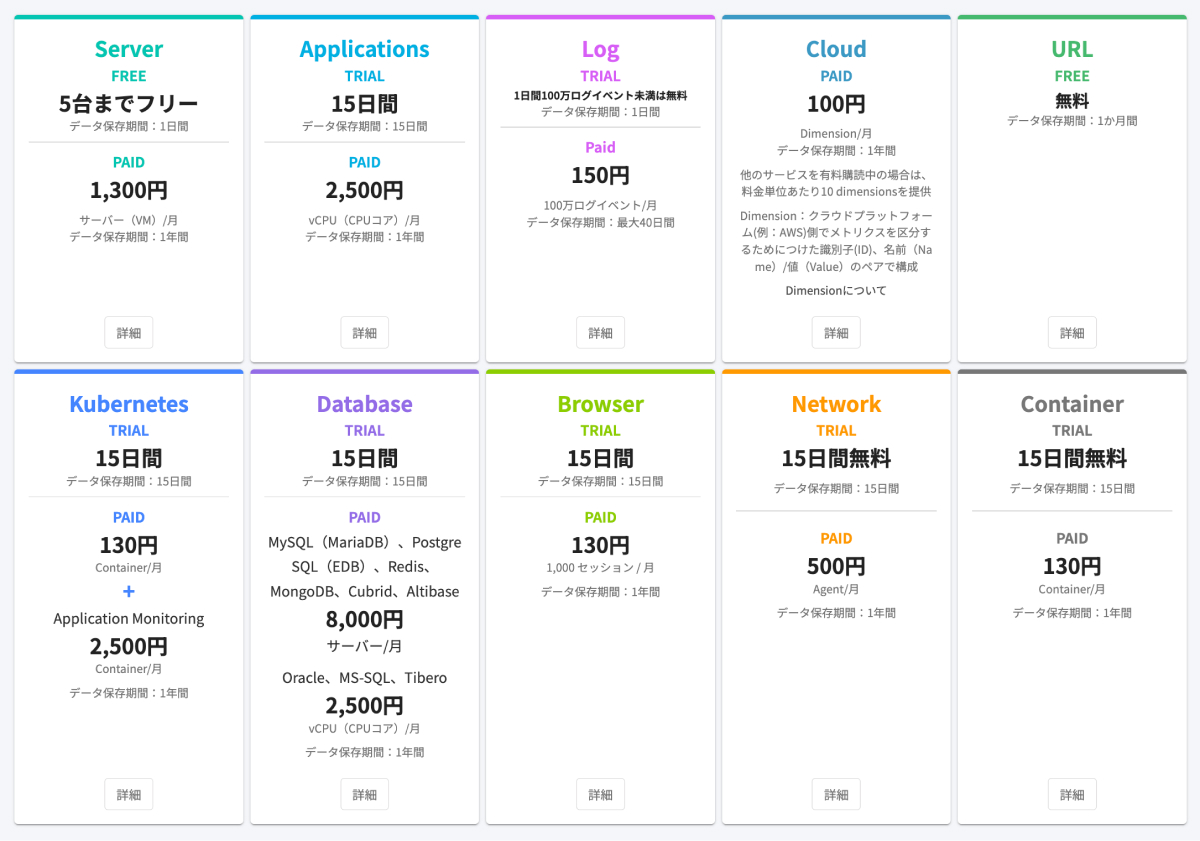 Server
FREE
5台までフリー
データ保存期間：1日間
PAID
1,300円
サーバー（VM）/月
データ保存期間：1年間
詳細
Applications
TRIAL
15日間
データ保存期間：15日間
PAID
2,500円
vCPU（CPUコア）/月
データ保存期間：1年間
詳細
Log
TRIAL
1日間100万ログイベント未満は無料
データ保存期間：1日間
Paid
150円
100万ログイベント/月
データ保存期間：最大40日間
詳細
Cloud
PAID
100円
Dimension/月
データ保存期間：1年間
他のサービスを有料購読中の場合は、
料金単位あたり10 dimensionsを提供
Dimension：クラウドプラットフォー
ム(例：AWS)側でメトリクスを区分す
るためにつけた識別子(ID)、名前（Na
me）/値（Value）のペアで構成
Dimensionについて
詳細
URL
FREE
無料
データ保存期間：1か月間
詳細
Kubernetes
TRIAL
15日間
データ保存期間：15日間
PAID
130円
Container/月
+
Application Monitoring
2,500円
Container/月
データ保存期間：1年間
詳細
Database
TRIAL
15日間
データ保存期間：15日間
PAID
MySQL（MariaDB）、Postgre
SQL（EDB）、Redis、
MongoDB、Cubrid、Altibase
8,000円
サーバー/月
Oracle、MS-SQL、Tibero
2,500円
vCPU（CPUコア）/月
データ保存期間：1年間
詳細
Browser
TRIAL
15日間
データ保存期間：15日間
PAID
130円
1,000 セッション / 月
データ保存期間：1年間
詳細
Network
TRIAL
15日間無料
データ保存期間：15日間
PAID
500円
Agent/月
データ保存期間：1年間
詳細
Container
TRIAL
15日間無料
データ保存期間：15日間
PAID
130円
Container/月
データ保存期間：1年間
詳細